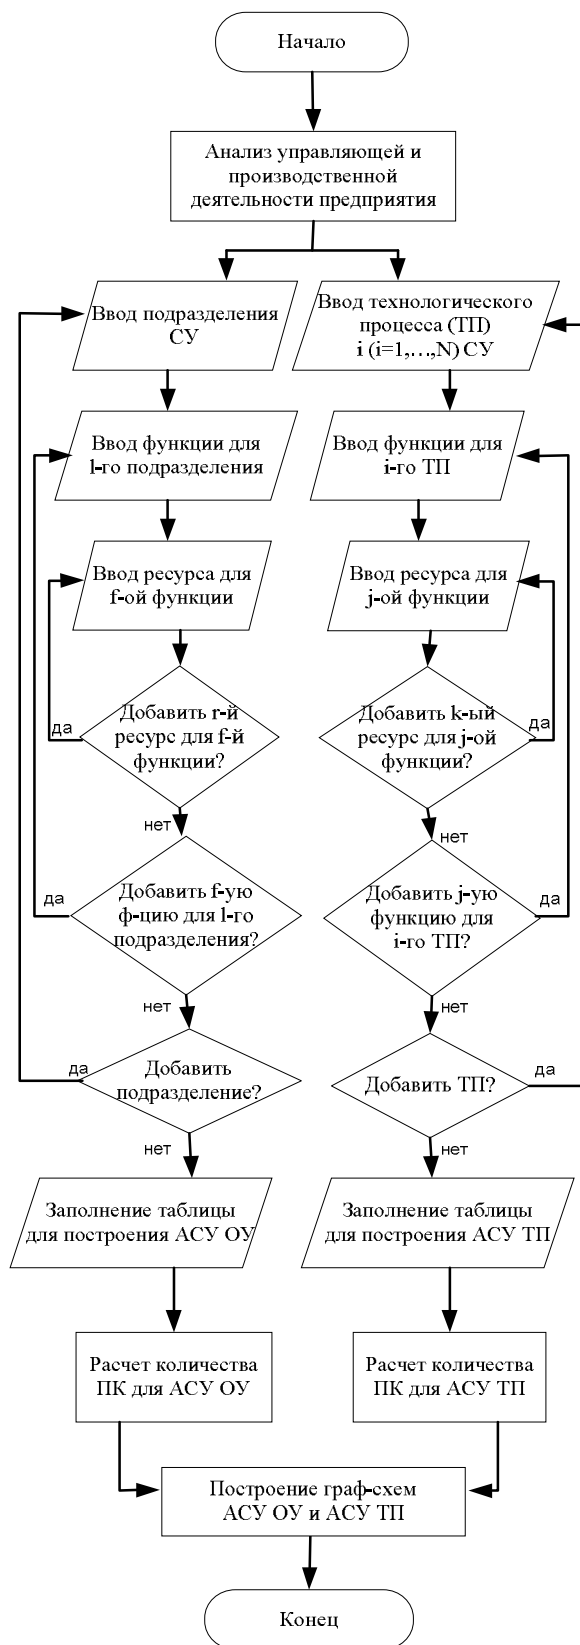 Начало
Анализ управляющей и
производственной
деятельности предприятия
Ввод подразделения
СУ
Ввод технологического
процесса (ТП)
i (i=1,…,N) СУ
Ввод функции для
l-го подразделения
Ввод функции для
i-го ТП
Ввод ресурса для
f-ой функции
Ввод ресурса для
j-ой функции
Добавить r-й
ресурс для f-й
функции?
да
нет
Добавить k-ый
ресурс для j-ой
функции?
да
нет
Добавить f-ую
ф-цию для l-го
подразделения?
да
нет
Добавить j-ую
функцию для
i-го ТП?
да
нет
Добавить
подразделение?
да
нет
Добавить ТП?
да
нет
Заполнение таблицы
для построения АСУ ОУ
Заполнение таблицы
для построения АСУ ТП
Расчет количества
ПК для АСУ ОУ
Расчет количества
ПК для АСУ ТП
Построение граф-схем
АСУ ОУ и АСУ ТП
Конец